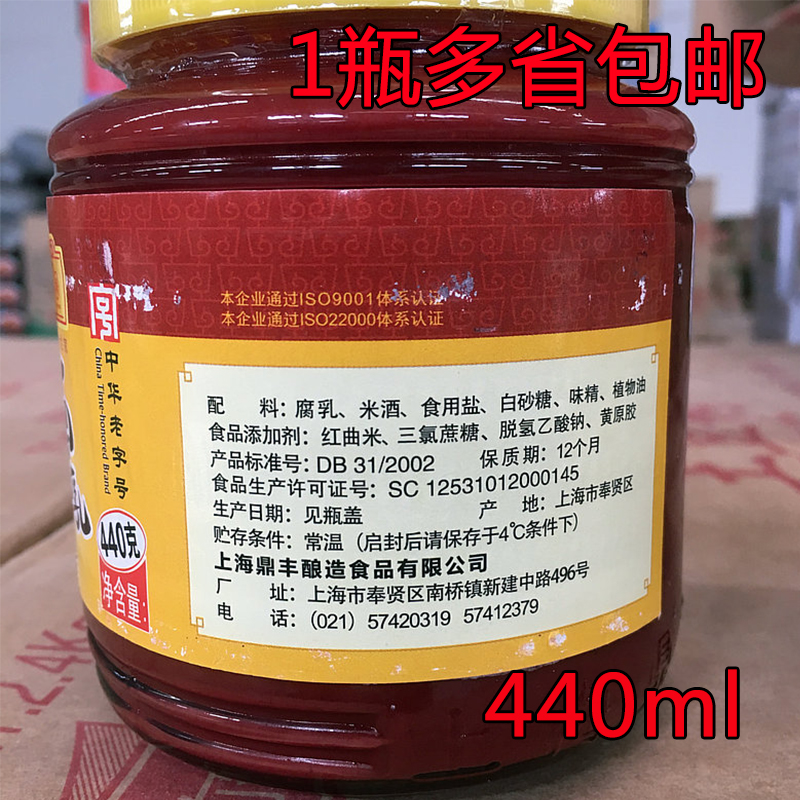 1瓶多省包邮
本企业通过ISO9001体系认证
本企业通过ISO22000体系认证
中华老字号
China Time-honored Brand
乳
440克
净含量:
配 料:腐乳、米酒、食用盐、白砂糖、味精、植物油
食品添加剂:红曲米、三氯蔗糖、脱氢乙酸钠、黄原胶
产品标准号:DB 31/2002 保质期:12个月
食品生产许可证号:SC 12531012000145
生产日期:见瓶盖 产 地:上海市奉贤区
贮存条件:常温(启封后请保存于4℃条件下)
上海鼎丰酿造食品有限公司
厂 址:上海市奉贤区南桥镇新建中路496号
电 话:(021) 57420319 57412379
440ml